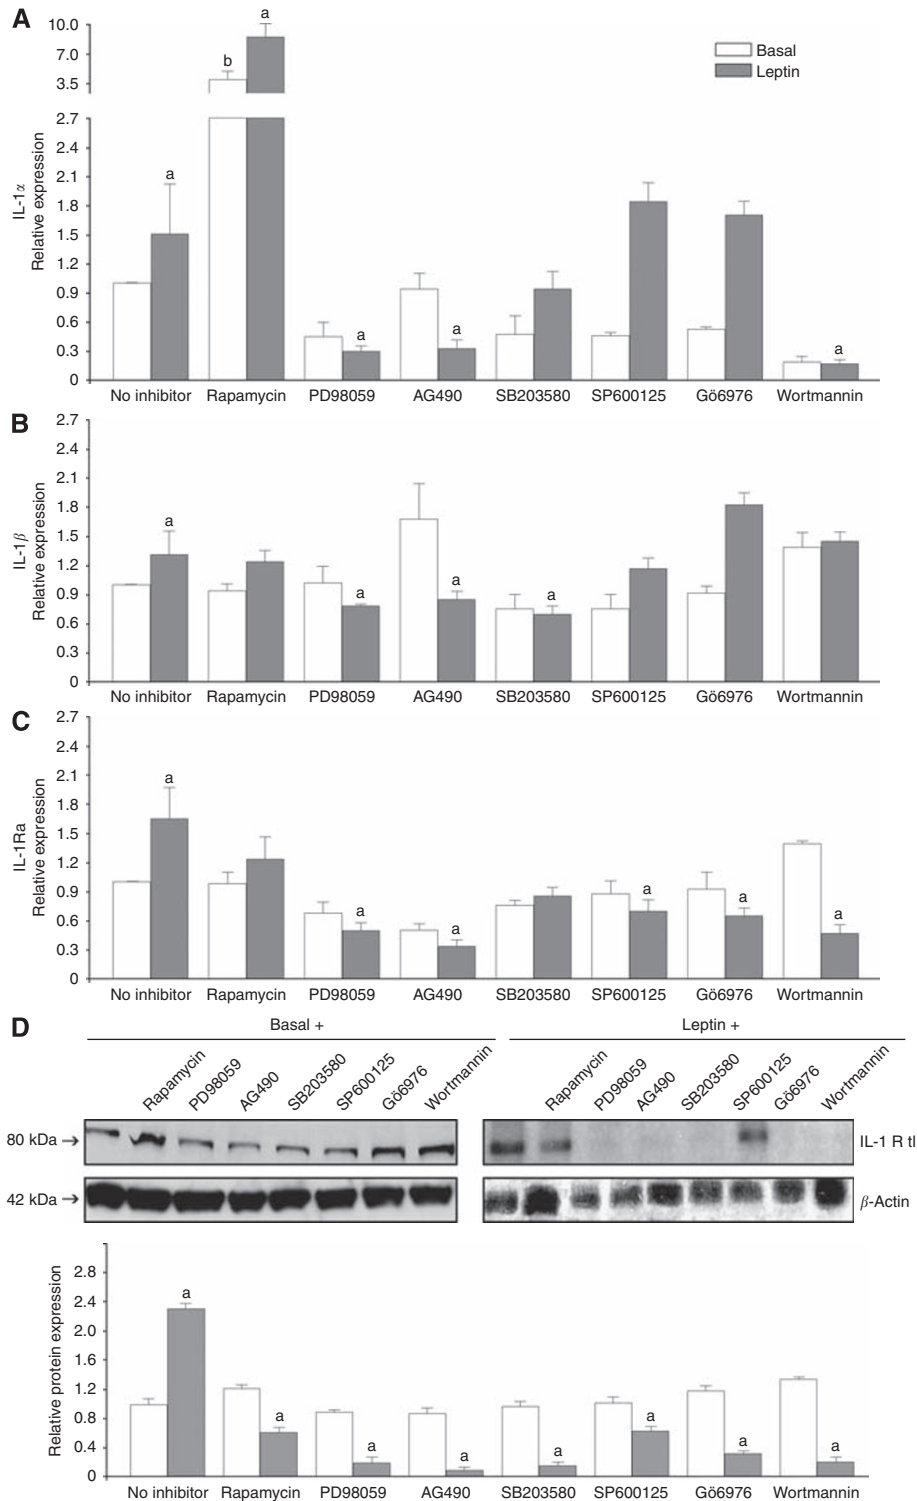 A
10.0
7.0
3.5
2.7
2.4
2.1
1.8
1.5
1.2
0.9
0.6
0.3
0
IL-1α
Relative expression
Basal
Leptin
a
b
a
a
a
a
No inhibitor Rapamycin PD98059 AG490 SB203580 SP600125 Gö6976 Wortmannin
B
2.7
2.4
2.1
1.8
1.5
1.2
0.9
0.6
0.3
0
IL-1β
Relative expression
a
a
a
a
No inhibitor Rapamycin PD98059 AG490 SB203580 SP600125 Gö6976 Wortmannin
C
2.7
2.4
2.1
1.8
1.5
1.2
0.9
0.6
0.3
0
IL-1Ra
Relative expression
a
a
a
a
a
a
No inhibitor Rapamycin PD98059 AG490 SB203580 SP600125 Gö6976 Wortmannin
D
Basal +
Leptin +
Rapamycin PD98059 AG490 SB203580 SP600125 Gö6976 Wortmannin
Rapamycin PD98059 AG490 SB203580 SP600125 Gö6976 Wortmannin
80 kDa→
IL-1 R tl
42 kDa→
β-Actin
2.8
2.4
2.0
1.6
1.2
0.8
0.4
0
Relative protein expression
a
a
a
a
a
a
a
a
No inhibitor Rapamycin PD98059 AG490 SB203580 SP600125 Gö6976 Wortmannin